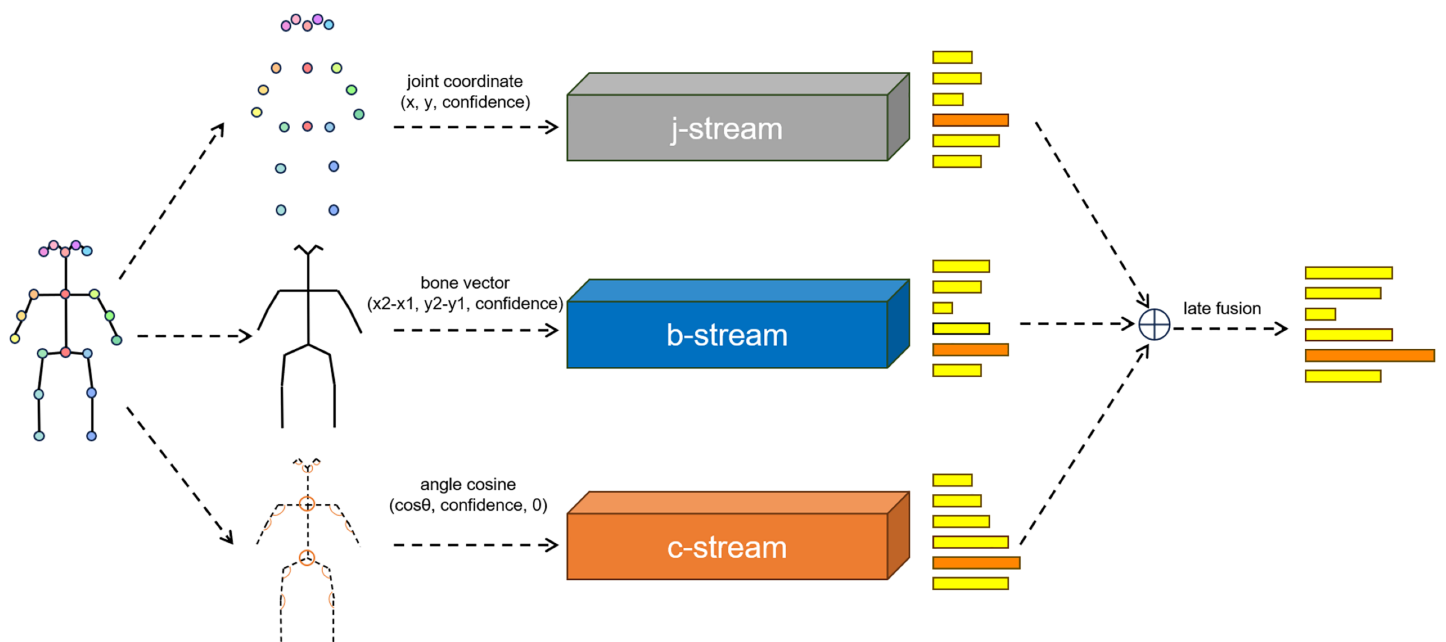 joint coordinate
(x, y, confidence)
j-stream
bone vector
(x2-x1, y2-y1, confidence)
b-stream
late fusion
angle cosine
(cosθ, confidence, 0)
c-stream